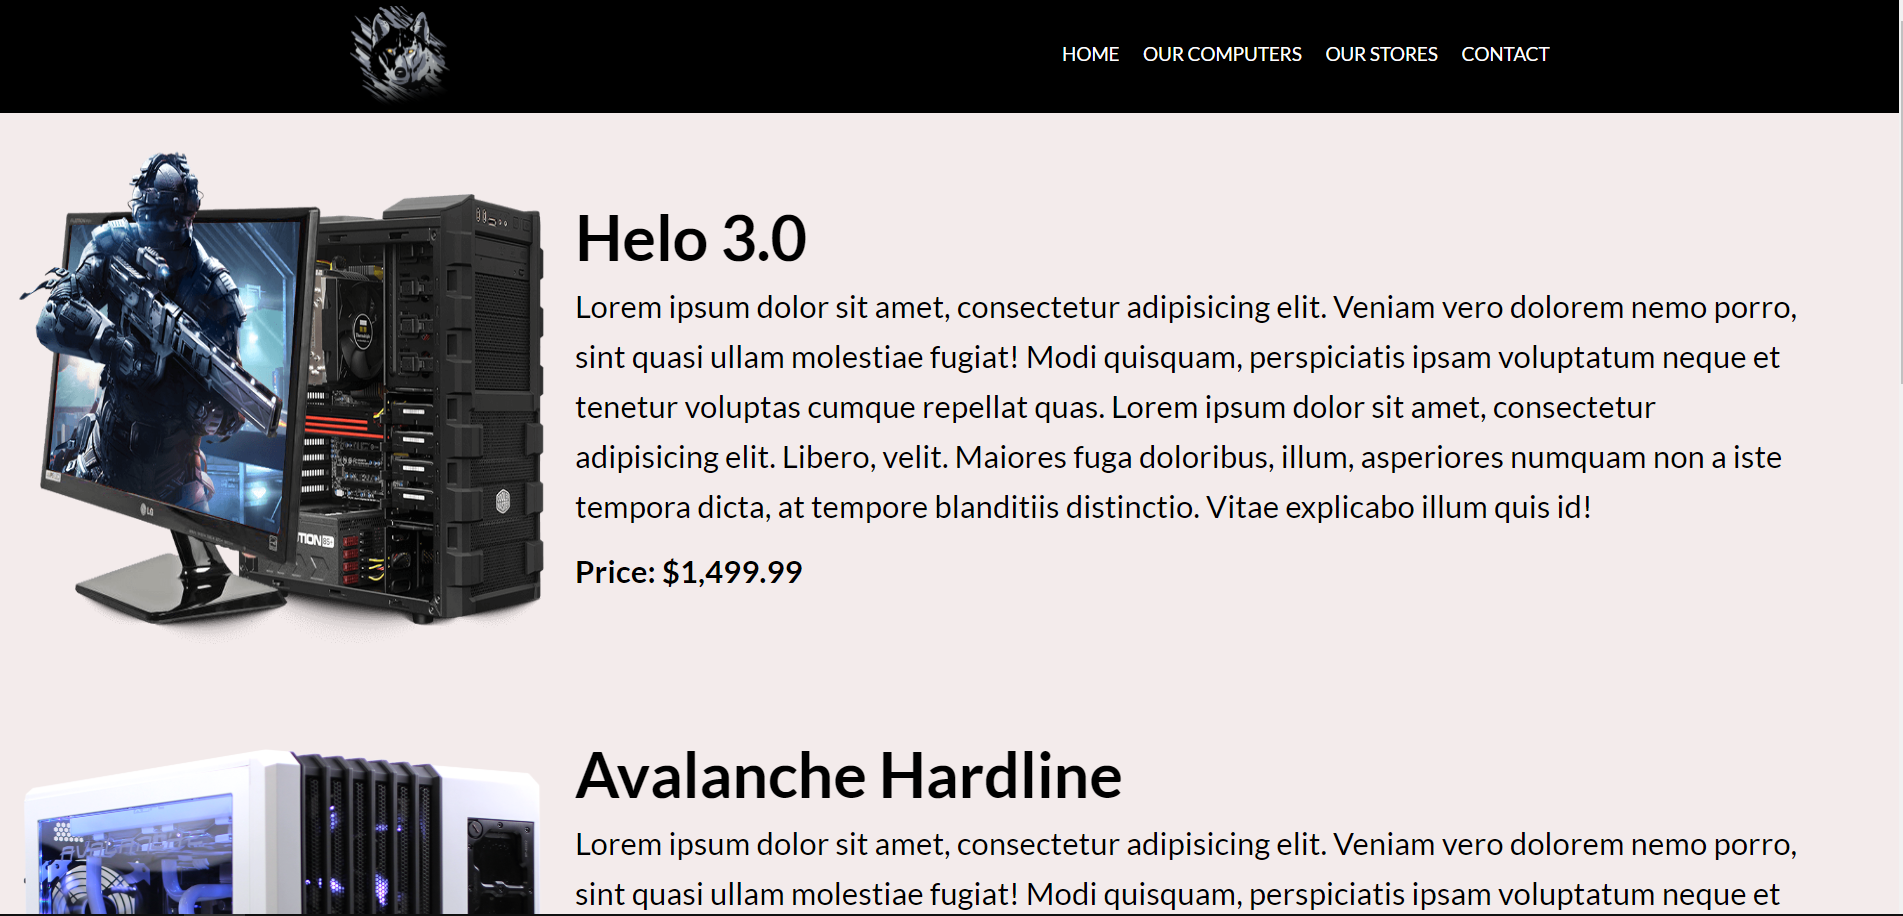 HOME OUR COMPUTERS OUR STORES CONTACT
Helo 3.0
Lorem ipsum dolor sit amet, consectetur adipisicing elit. Veniam vero dolorem nemo porro,
sint quasi ullam molestiae fugiat! Modi quisquam, perspiciatis ipsam voluptatum neque et
tenetur voluptas cumque repellat quas. Lorem ipsum dolor sit amet, consectetur
adipisicing elit. Libero, velit. Maiores fuga doloribus, illum, asperiores numquam non a iste
tempora dicta, at tempore blanditiis distinctio. Vitae explicabo illum quis id!
LG
Price: $1,499.99
Avalanche Hardline
Lorem ipsum dolor sit amet, consectetur adipisicing elit. Veniam vero dolorem nemo porro,
sint quasi ullam molestiae fugiat! Modi quisquam, perspiciatis ipsam voluptatum neque et